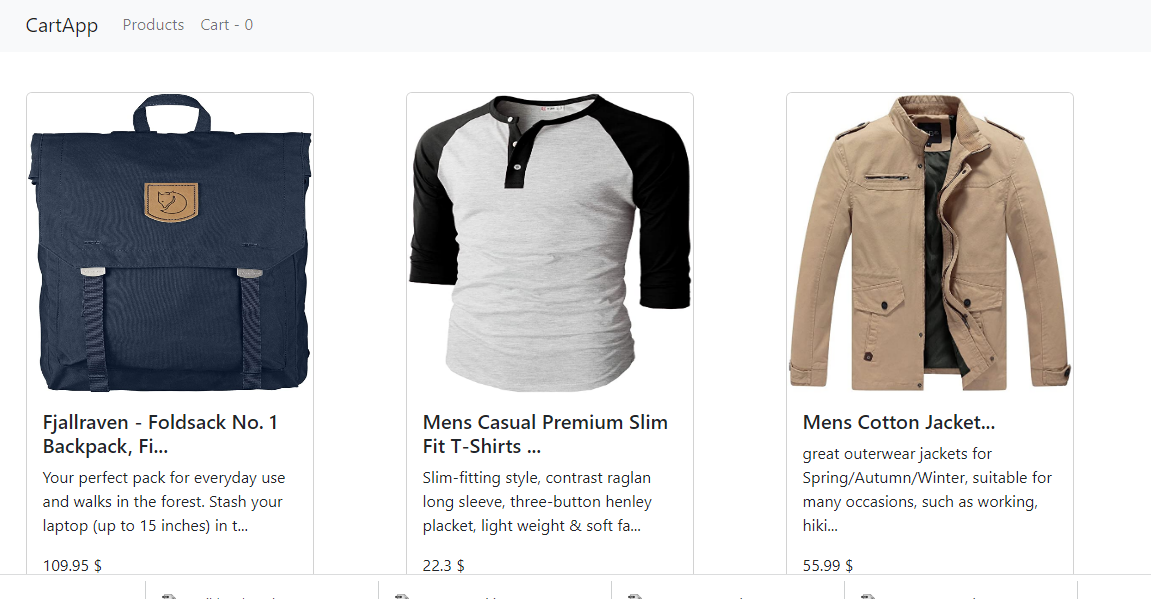 CartApp Products Cart - 0
Fjallraven - Foldsack No. 1
Backpack, Fi...
Your perfect pack for everyday use
and walks in the forest. Stash your
laptop (up to 15 inches) in t...
109.95 $
Mens Casual Premium Slim
Fit T-Shirts ...
Slim-fitting style, contrast raglan
long sleeve, three-button henley
placket, light weight & soft fa...
22.3 $
Mens Cotton Jacket...
great outerwear jackets for
Spring/Autumn/Winter, suitable for
many occasions, such as working,
hiki...
55.99 $